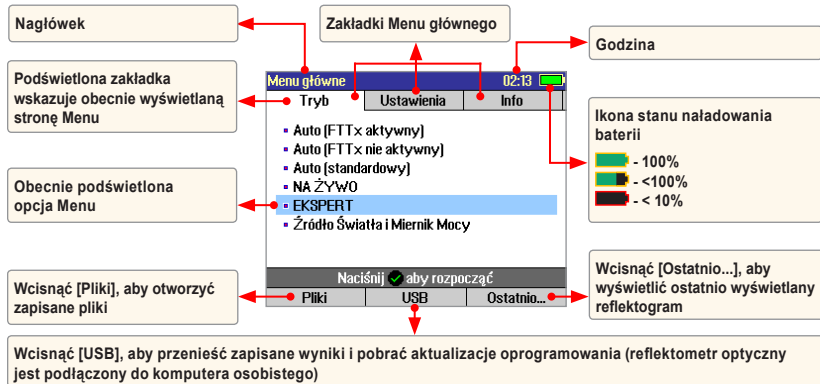 Nagłówek
Zakładki Menu głównego
Godzina
Podświetlona zakładka
wskazuje obecnie wyświetlaną
stronę Menu
Menu główne 02:13
Tryb Ustawienia Info
Auto (FTTx aktywny)
Auto (FTTx nie aktywny)
Auto (standardowy)
NA ŻYWO
EKSPERT
Źródło Światła i Miernik Mocy
Naciśnij aby rozpocząć
Pliki USB Ostatnio...
Ikona stanu naładowania
baterii
- 100%
- <100%
- < 10%
Obecnie podświetlona
opcja Menu
Wcisnąć [Pliki], aby otworzyć
zapisane pliki
Wcisnąć [Ostatnio...], aby
wyświetlić ostatnio wyświetlany
reflektogram
Wcisnąć [USB], aby przenieść zapisane wyniki i pobrać aktualizacje oprogramowania (reflektometr optyczny
jest podłączony do komputera osobistego)